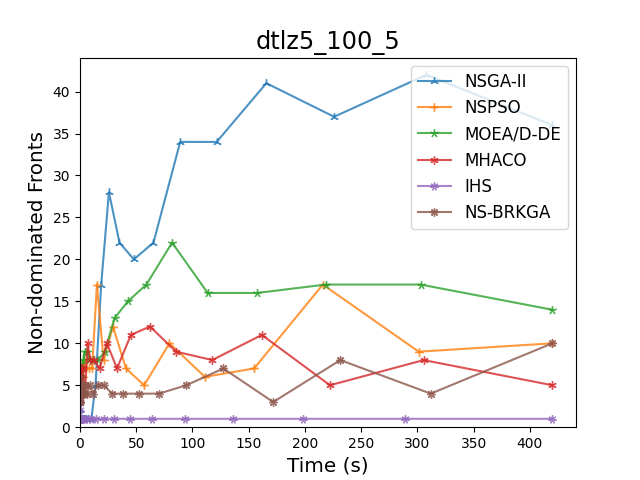 dtlz5_100_5
NSGA-II
NSPSO
MOEA/D-DE
MHACO
IHS
NS-BRKGA
Non-dominated Fronts
40
35
30
25
20
15
10
5
0
0 50 100 150 200 250 300 350 400
Time (s)